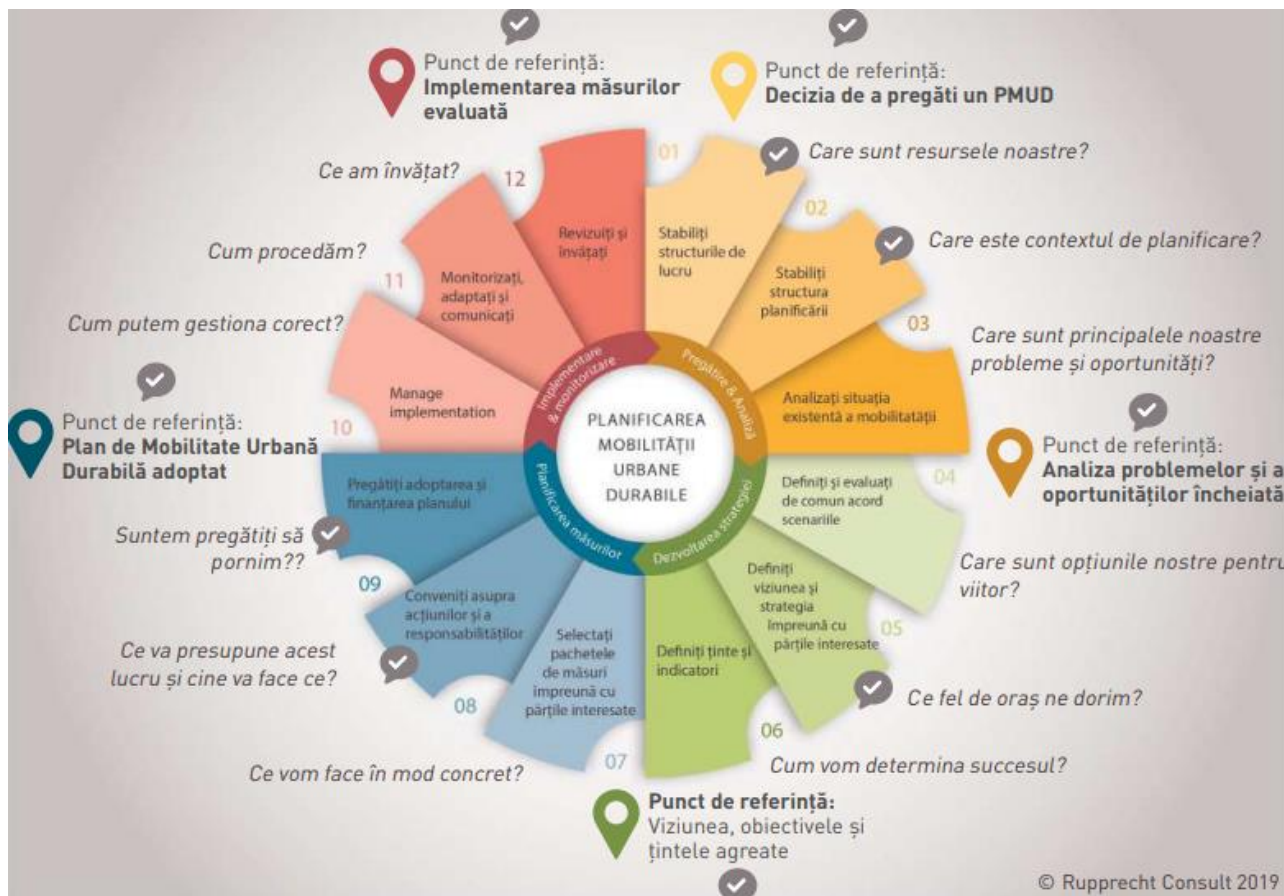 Punct de referință:
Implementarea măsurilor
evaluată
Punct de referință:
Decizia de a pregăti un PMUD
Ce am învățat?
12
01
Care sunt resursele noastre?
Revizuiți și
învățați
Stabiliți
structurile de
lucru
02
Care este contextul de planificare?
Cum procedăm?
11
Monitorizați,
adaptați și
comunicați
Stabiliți
structura
planificării
03
Care sunt principalele noastre
probleme și oportunități?
Cum putem gestiona corect?
Manage
implementation
10
Analizați situația
existentă a mobilitatății
Implementare
& monitorizare
Pregătire & Analiză
PLANIFICAREA
MOBILITĂȚII
URBANE
DURABILE
Planificarea măsurilor
Dezvoltarea strategiei
Punct de referință:
Plan de Mobilitate Urbană
Durabilă adoptat
Punct de referință:
Analiza problemelor și a
oportunităților încheiată
Pregătiți adoptarea și
finanțarea planului
04
Definiți și evaluați
de comun acord
scenariile
Suntem pregătiți să
pornim??
09
Care sunt opțiunile nostre pentru
viitor?
Conveniți asupra
acțiunilor și a
responsabilităților
Definiți
viziunea și
strategia
împreună cu
părțile interesate
05
Ce va presupune acest
lucru și cine va face ce?
08
Selectați
pachetele
de măsuri
împreună cu
părțile interesate
Definiți ținte și
indicatori
Ce fel de oraș ne dorim?
06
07
Ce vom face în mod concret?
Cum vom determina succesul?
Punct de referință:
Viziunea, obiectivele și
țintele agreate
© Rupprecht Consult 2019